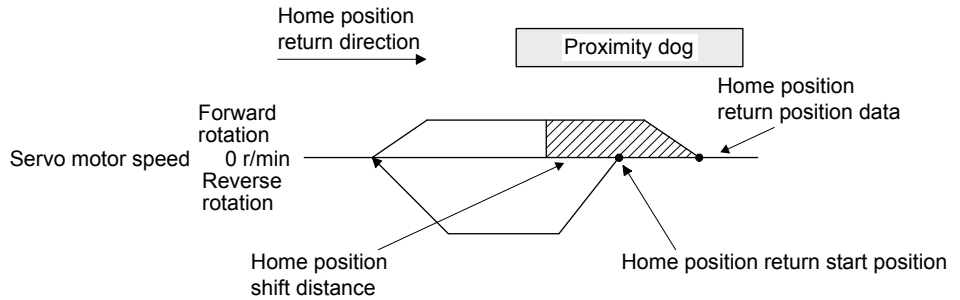 Home position
return direction
Proximity dog
Home position
return position data
Forward
rotation
Servo motor speed 0 r/min
Reverse
rotation
Home position
shift distance
Home position return start position